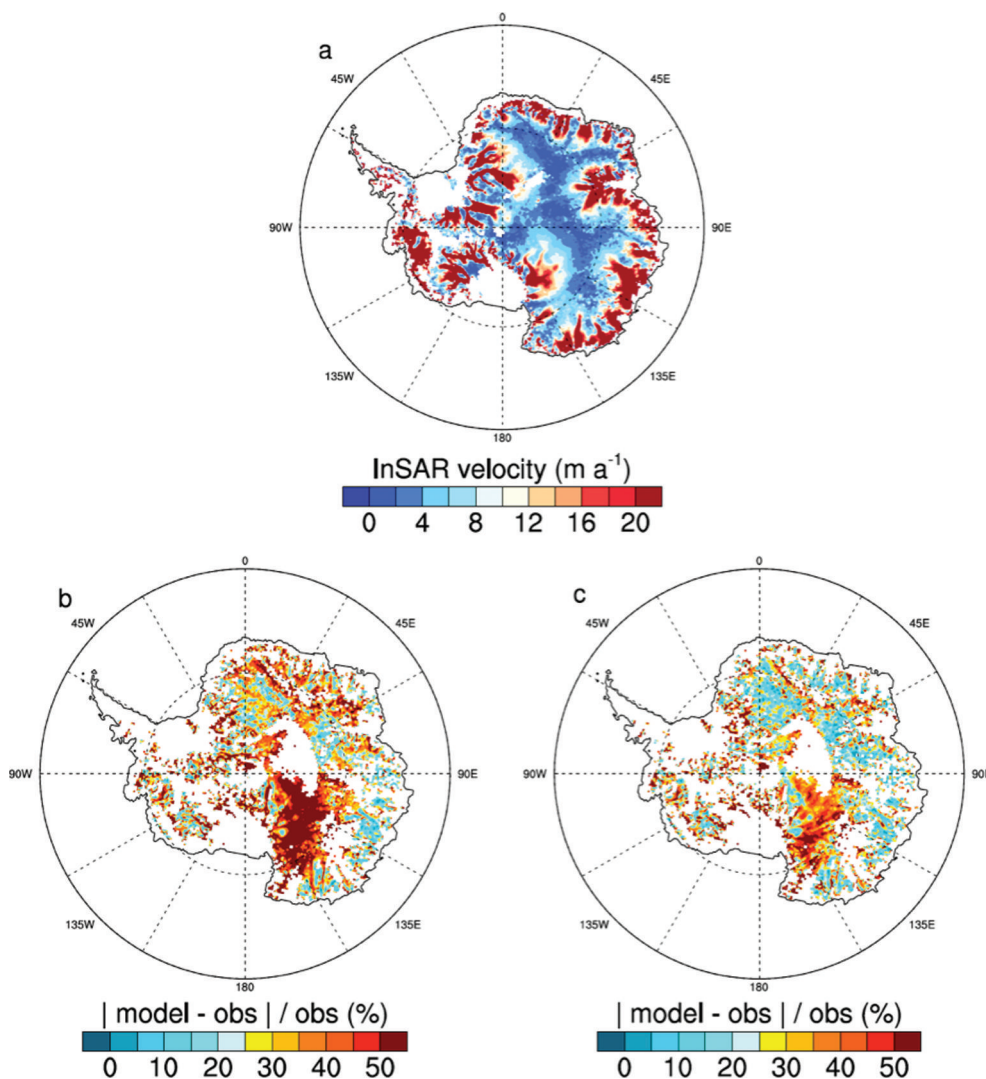 a
0
45W
45E
90W
90E
135W
135E
180
InSAR velocity (m a⁻¹)
0 4 8 12 16 20
b
0
45W
45E
90W
90E
135W
135E
180
| model - obs | / obs (%)
0 10 20 30 40 50
c
0
45W
45E
90W
90E
135W
135E
180
| model - obs | / obs (%)
0 10 20 30 40 50